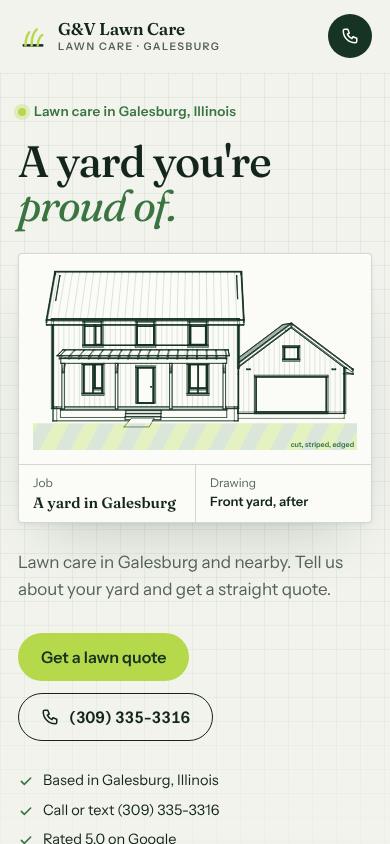 G&V Lawn Care
LAWN CARE · GALESBURG
Lawn care in Galesburg, Illinois
A yard you're
proud of.
cut, striped, edged
Job
A yard in Galesburg
Drawing
Front yard, after
Lawn care in Galesburg and nearby. Tell us
about your yard and get a straight quote.
Get a lawn quote
(309) 335-3316
Based in Galesburg, Illinois
Call or text (309) 335-3316
Rated 5.0 on Google